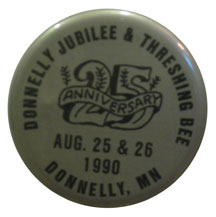 DONNELLY JUBILEE & THRESHING BEE
25
ANNIVERSARY
AUG. 25 & 26
1990
DONNELLY, MN